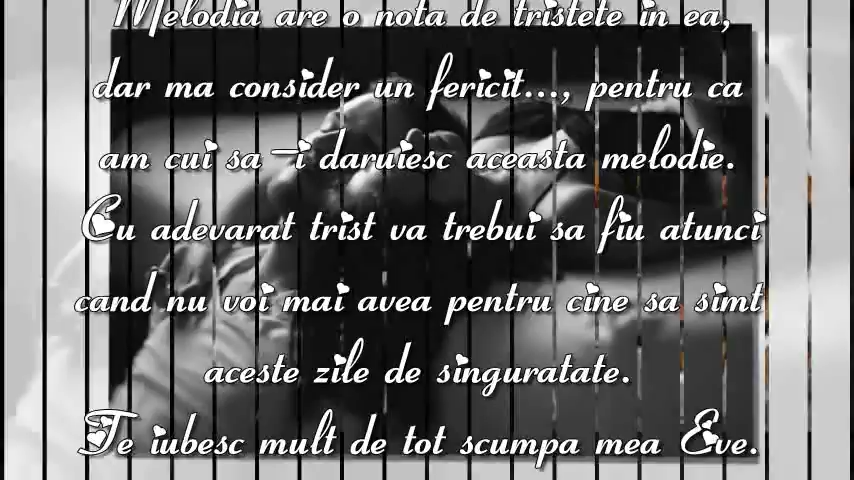 Melodia are o nota de tristete in ea,
dar ma consider un fericit..., pentru ca
am cui sa-i daruiesc aceasta melodie.
Cu adevarat trist va trebui sa fiu atunci
cand nu voi mai avea pentru cine sa simt
aceste zile de singuratate.
Te iubesc mult de tot scumpa mea Eve.